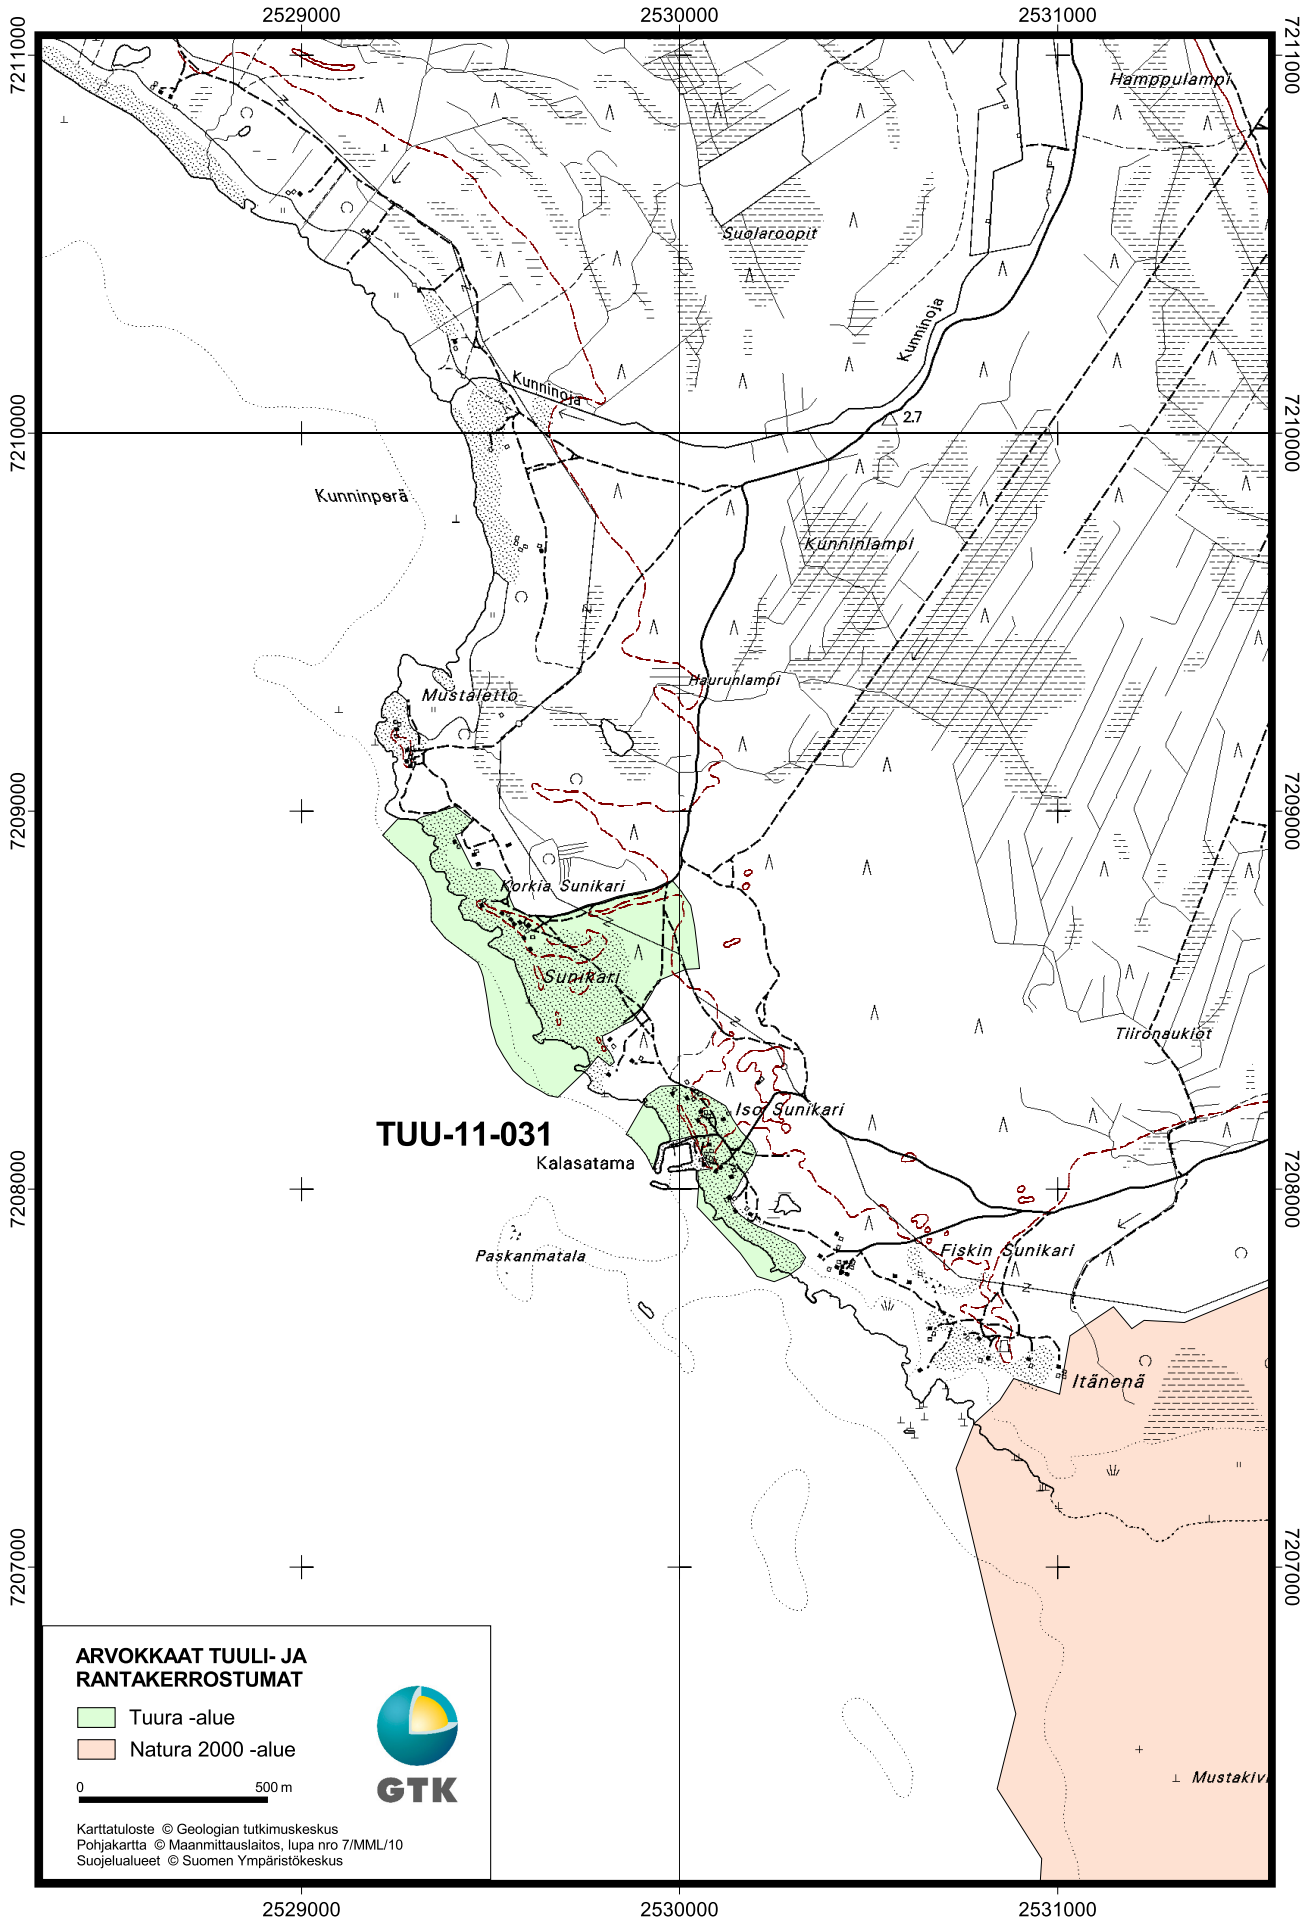 2529000 2530000 2531000
7211000 7211000
Hamppulampi
Suolaroopit
Kunninoja
Kunninoja
2.7
7210000 7210000
Kunninperä
Kunninlampi
Haurunlampi
Mustaletto
7209000 7209000
Korkia Sunikari
Sunikari
Tiironaukiot
Iso Sunikari
TUU-11-031
Kalasatama
7208000 7208000
Paskanmatala
Fiskin Sunikari
Itänenä
7207000 7207000
Mustakivi
ARVOKKAAT TUULI- JA
RANTAKERROSTUMAT
Tuura -alue
Natura 2000 -alue
0 500 m
GTK
Karttatuloste © Geologian tutkimuskeskus
Pohjakartta © Maanmittauslaitos, lupa nro 7/MML/10
Suojelualueet © Suomen Ympäristökeskus
2529000 2530000 2531000